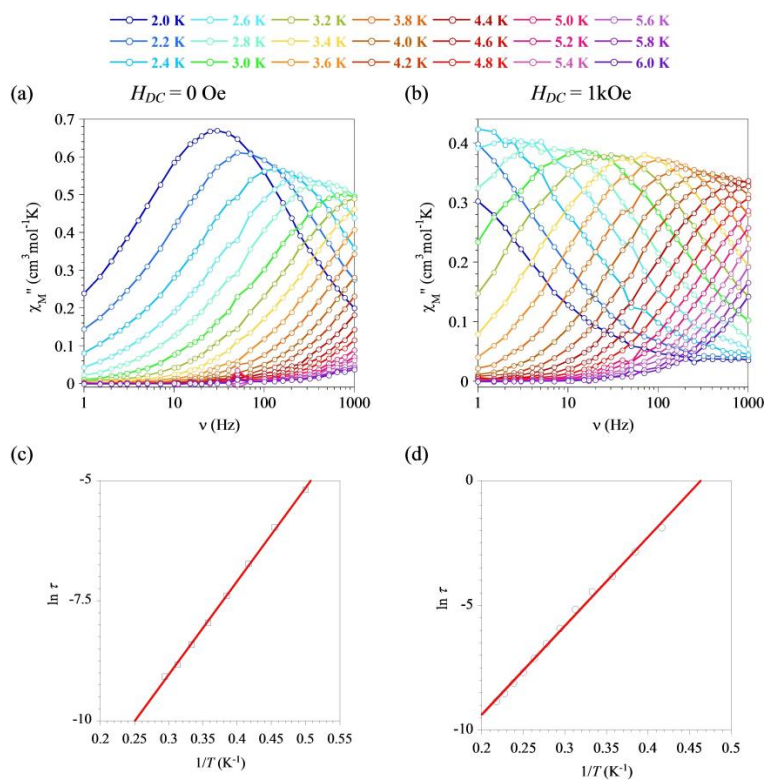 2.0 K 2.6 K 3.2 K 3.8 K 4.4 K 5.0 K 5.6 K
2.2 K 2.8 K 3.4 K 4.0 K 4.6 K 5.2 K 5.8 K
2.4 K 3.0 K 3.6 K 4.2 K 4.8 K 5.4 K 6.0 K
(a) H_DC = 0 Oe
(b) H_DC = 1kOe
0.7
0.6
0.5
0.4
0.3
0.2
0.1
0
χ_M" (cm³mol⁻¹K)
1 10 100 1000
ν (Hz)
0.4
0.3
0.2
0.1
0
χ_M" (cm³mol⁻¹K)
1 10 100 1000
ν (Hz)
(c)
-5
-7.5
-10
ln τ
0.2 0.25 0.3 0.35 0.4 0.45 0.5 0.55
1/T (K⁻¹)
(d)
0
-5
-10
ln τ
0.2 0.25 0.3 0.35 0.4 0.45 0.5
1/T (K⁻¹)